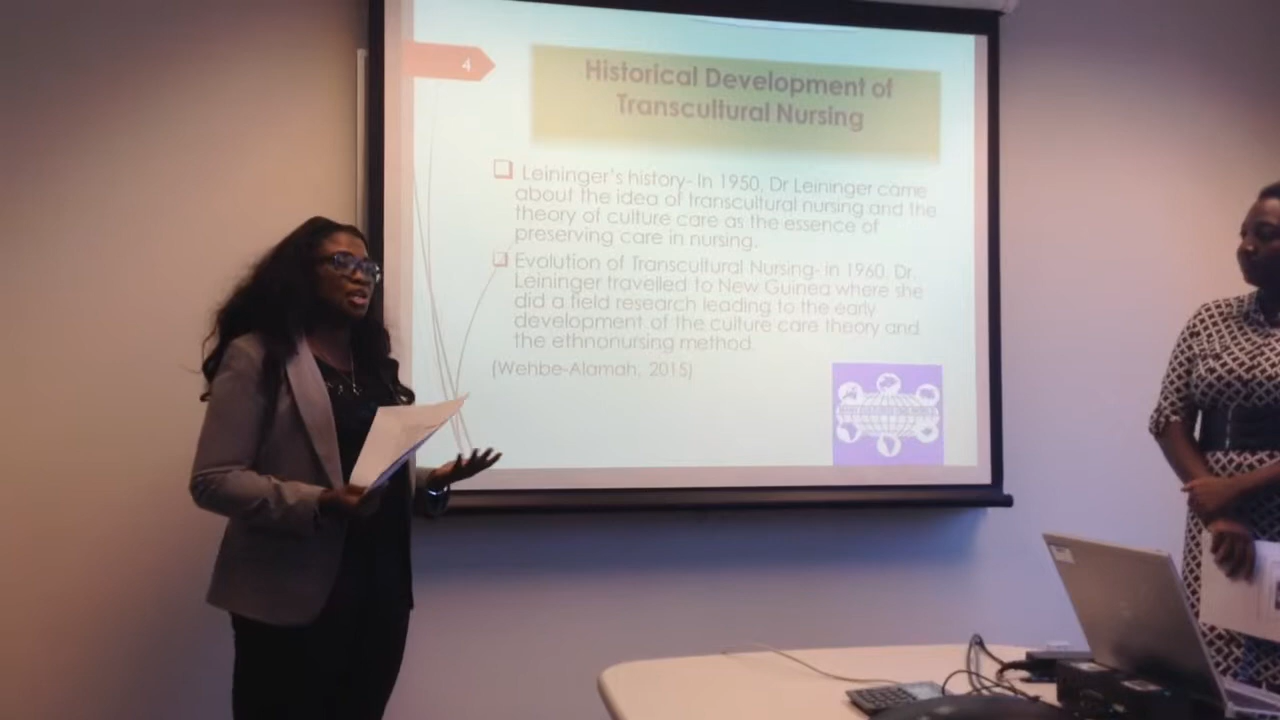 4
Historical Development of
Transcultural Nursing
Leininger's history- In 1950, Dr Leininger came
about the idea of transcultural nursing and the
theory of culture care as the essence of
preserving care in nursing.
Evolution of Transcultural Nursing- in 1960, Dr.
Leininger travelled to New Guinea where she
did a field research leading to the early
development of the culture care theory and
the ethnonursing method.
(Wehbe-Alamah, 2015)